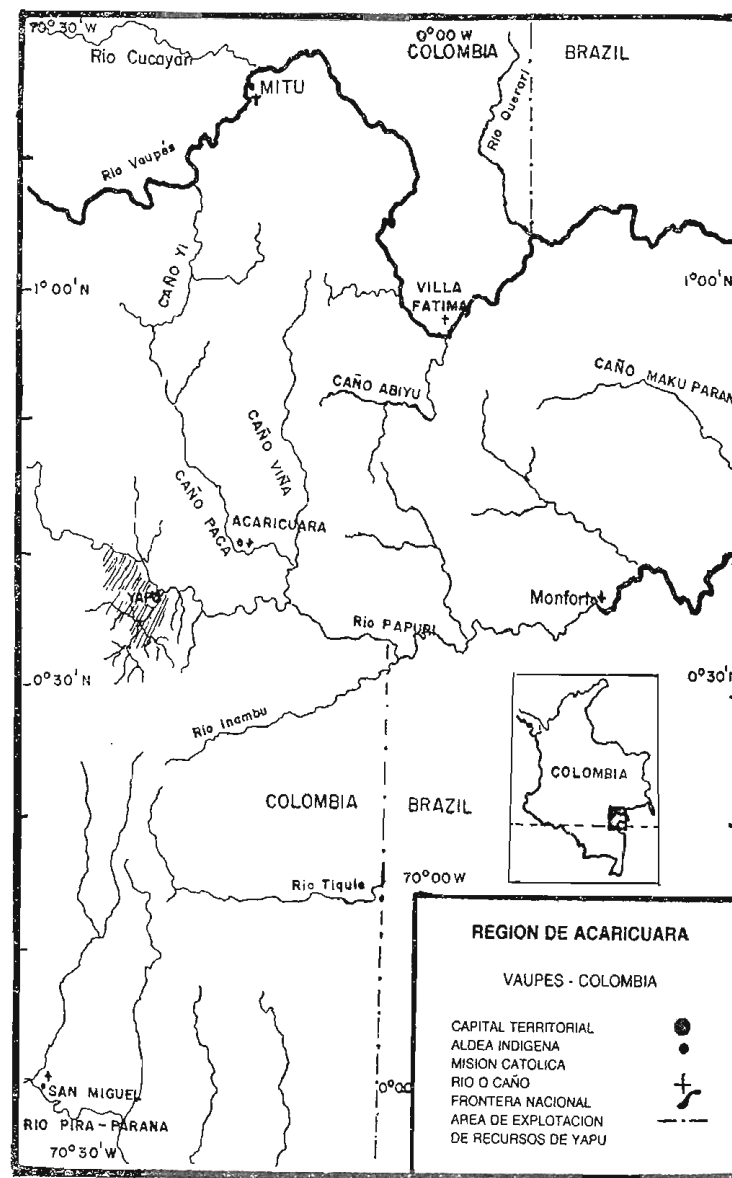 70°30'W
0°00 W
COLOMBIA
BRAZIL
Rio Cucayari
MITU
Rio Querari
Rio Vaupés
CAÑO YI
1°00'N
VILLA
FATIMA
1°00'N
CAÑO ABIYU
CAÑO MAKU PARAN
CAÑO VIÑA
CAÑO PACA
ACARICUARA
YAPU
Monfort
Rio PAPURI
0°30'N
0°30'N
Rio Inambu
COLOMBIA
COLOMBIA
BRAZIL
70°00 W
Rio Tiquie
REGION DE ACARICUARA
VAUPES - COLOMBIA
CAPITAL TERRITORIAL
ALDEA INDIGENA
MISION CATOLICA
RIO O CAÑO
FRONTERA NACIONAL
AREA DE EXPLOTACION
DE RECURSOS DE YAPU
0°00
SAN MIGUEL
RIO PIRA-PARANA
70°30'W